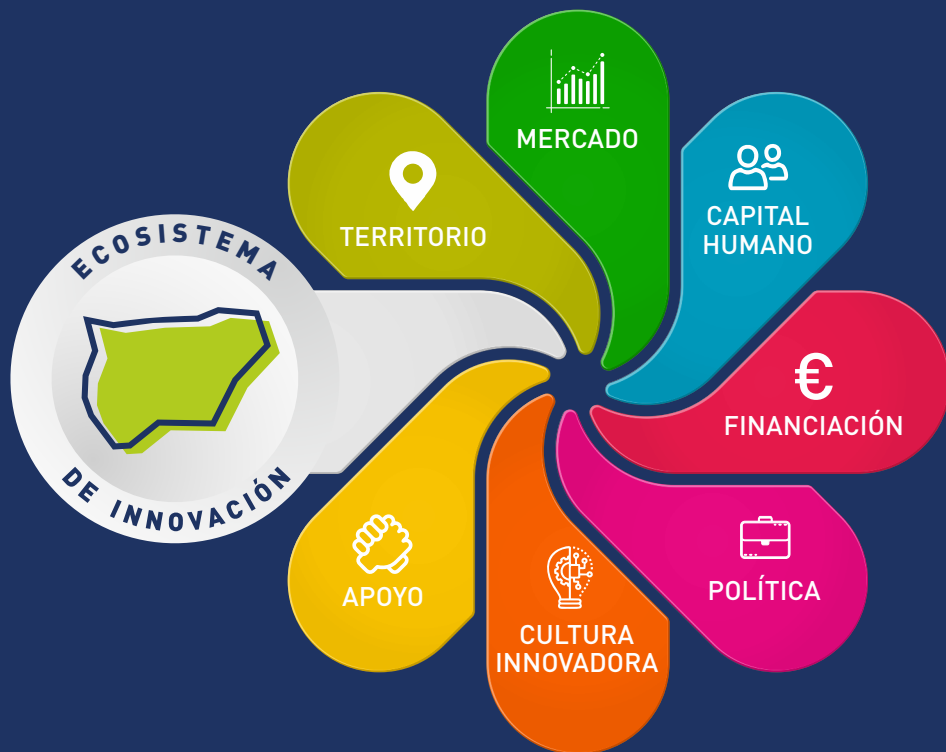 ECOSISTEMA
DE INNOVACIÓN
TERRITORIO
MERCADO
CAPITAL
HUMANO
€
FINANCIACIÓN
POLÍTICA
CULTURA
INNOVADORA
APOYO